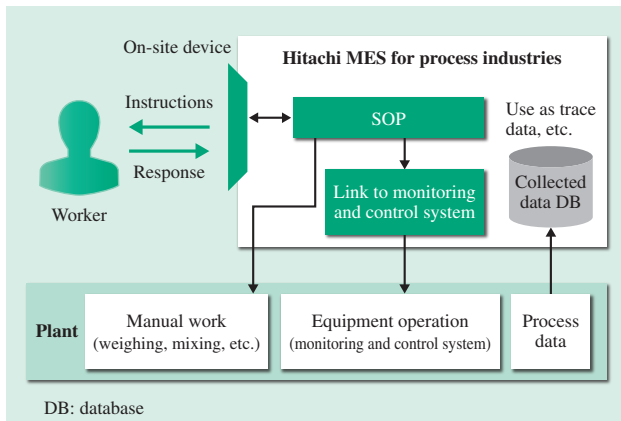 On-site device
Hitachi MES for process industries
Instructions
Response
Worker
SOP
Use as trace
data, etc.
Link to monitoring
and control system
Collected
data DB
Plant
Manual work
(weighing, mixing, etc.)
Equipment operation
(monitoring and control system)
Process
data
DB: database